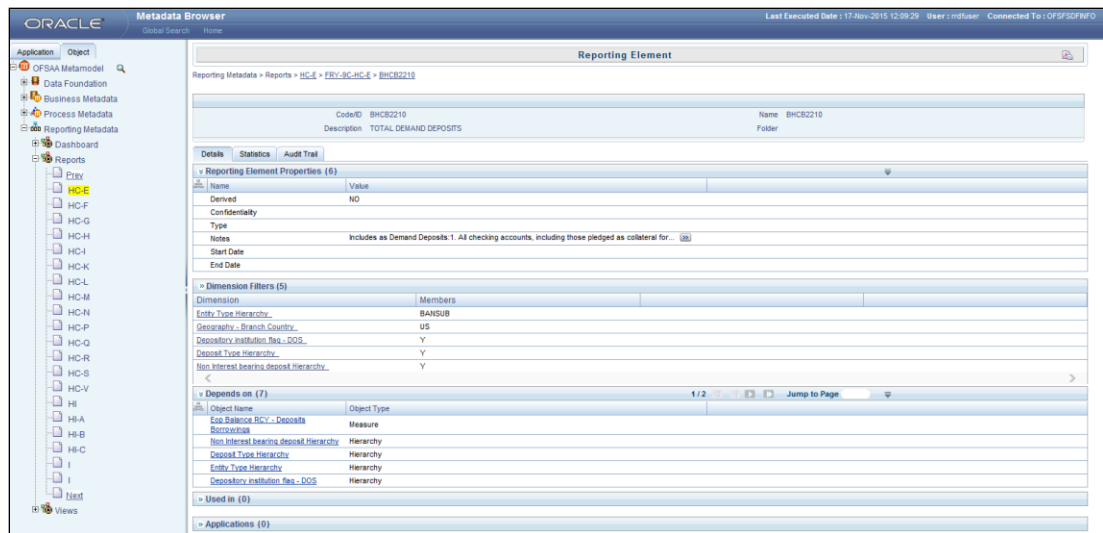 ORACLE
Metadata Browser
Global Search Home
Last Executed Date : 17-Nov-2015 12:09:29 User : mdfuser Connected To : OFSFSDFINFO
Application Object
OFSAA Metamodel
Data Foundation
Business Metadata
Process Metadata
Reporting Metadata
Dashboard
Reports
Prev
HC-E
HC-F
HC-G
HC-H
HC-I
HC-K
HC-L
HC-M
HC-N
HC-P
HC-Q
HC-R
HC-S
HC-V
HI
HI-A
HI-B
HI-C
I
I
Next
Views
Reporting Element
Reporting Metadata > Reports > HC-E > FRY-9C-HC-E > BHCB2210
Code/ID BHCB2210 Name BHCB2210
Description TOTAL DEMAND DEPOSITS Folder
Details Statistics Audit Trail
Reporting Element Properties (6)
Name Value
Derived NO
Confidentiality
Type
Notes Includes as Demand Deposits:1. All checking accounts, including those pledged as collateral for...
Start Date
End Date
» Dimension Filters (5)
Dimension Members
Entity Type Hierarchy BANSUB
Geography - Branch Country US
Depository institution flag - DOS Y
Deposit Type Hierarchy Y
Non Interest bearing deposit Hierarchy Y
Depends on (7) 1/2 Jump to Page
Object Name Object Type
Eop Balance RCY - Deposits Measure
Borrowings
Non Interest bearing deposit Hierarchy Hierarchy
Deposit Type Hierarchy Hierarchy
Entity Type Hierarchy Hierarchy
Depository institution flag - DOS Hierarchy
» Used in (0)
» Applications (0)